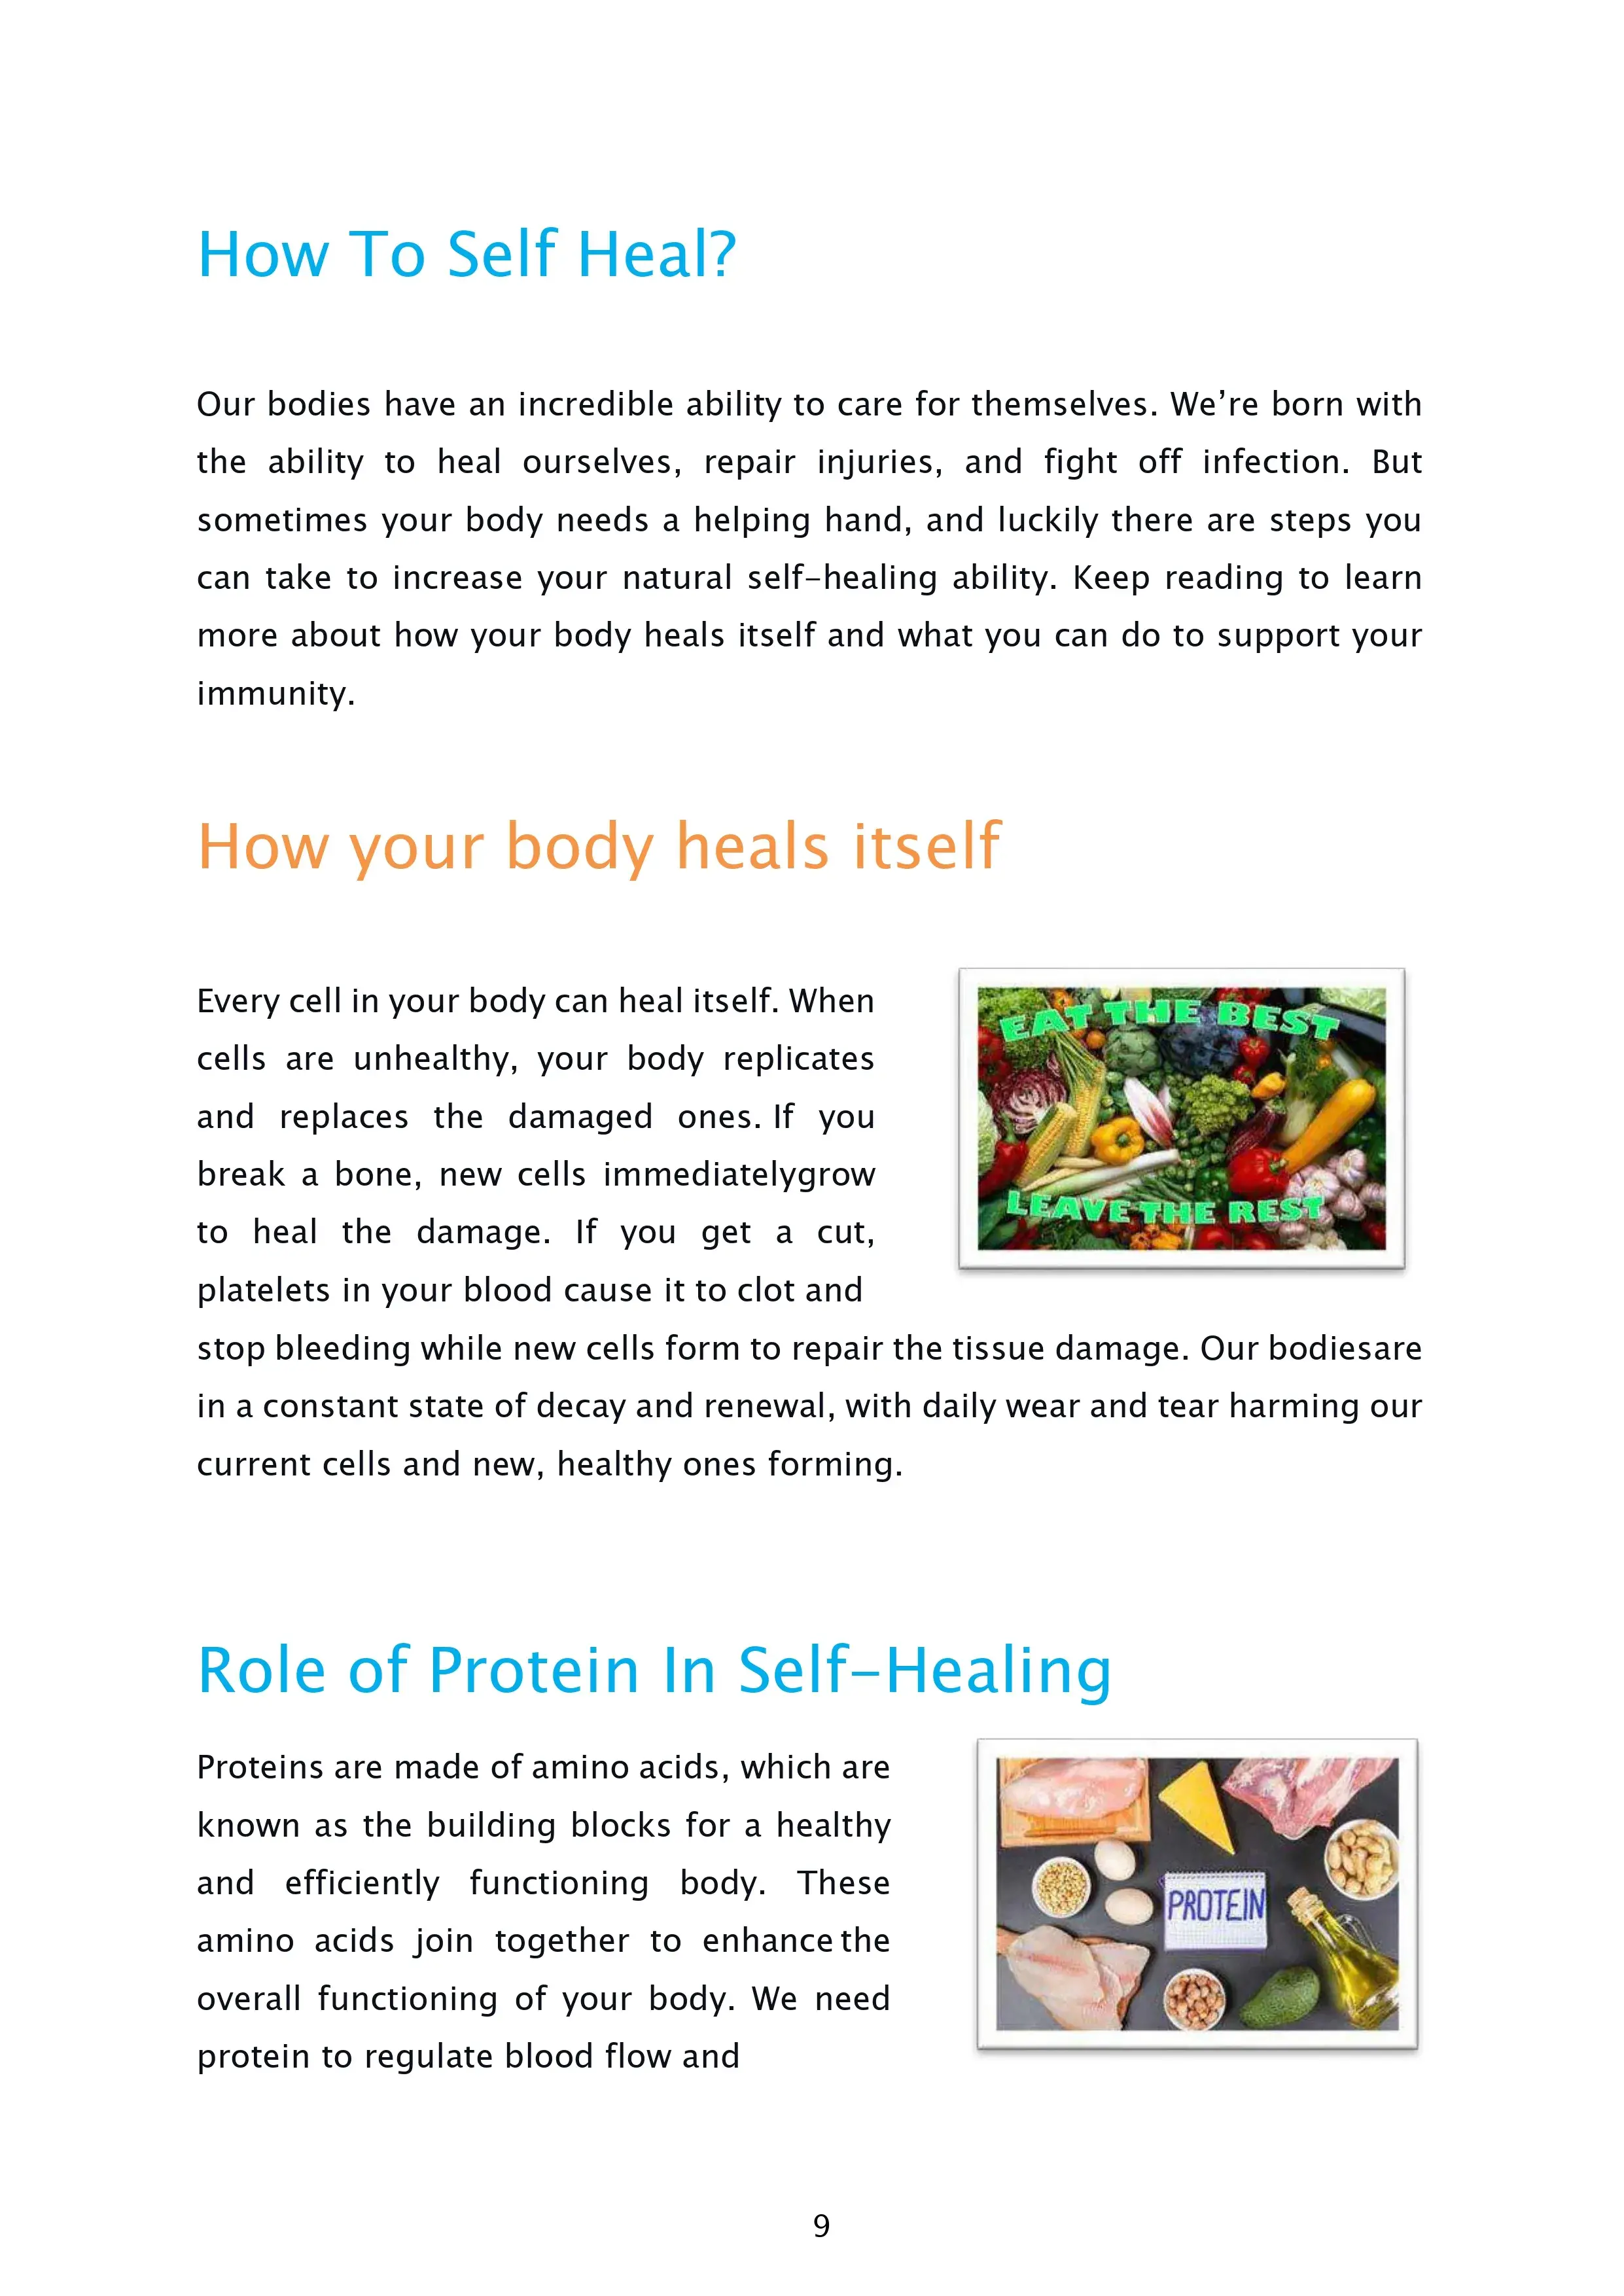 How To Self Heal?
Our bodies have an incredible ability to care for themselves. We’re born with
the ability to heal ourselves, repair injuries, and fight off infection. But
sometimes your body needs a helping hand, and luckily there are steps you
can take to increase your natural self-healing ability. Keep reading to learn
more about how your body heals itself and what you can do to support your
immunity.
How your body heals itself
Every cell in your body can heal itself. When
cells are unhealthy, your body replicates
and replaces the damaged ones. If you
break a bone, new cells immediatelygrow
to heal the damage. If you get a cut,
platelets in your blood cause it to clot and
EAT THE BEST
LEAVE THE REST
stop bleeding while new cells form to repair the tissue damage. Our bodiesare
in a constant state of decay and renewal, with daily wear and tear harming our
current cells and new, healthy ones forming.
Role of Protein In Self-Healing
Proteins are made of amino acids, which are
known as the building blocks for a healthy
and efficiently functioning body. These
amino acids join together to enhance the
overall functioning of your body. We need
protein to regulate blood flow and
PROTEIN
9